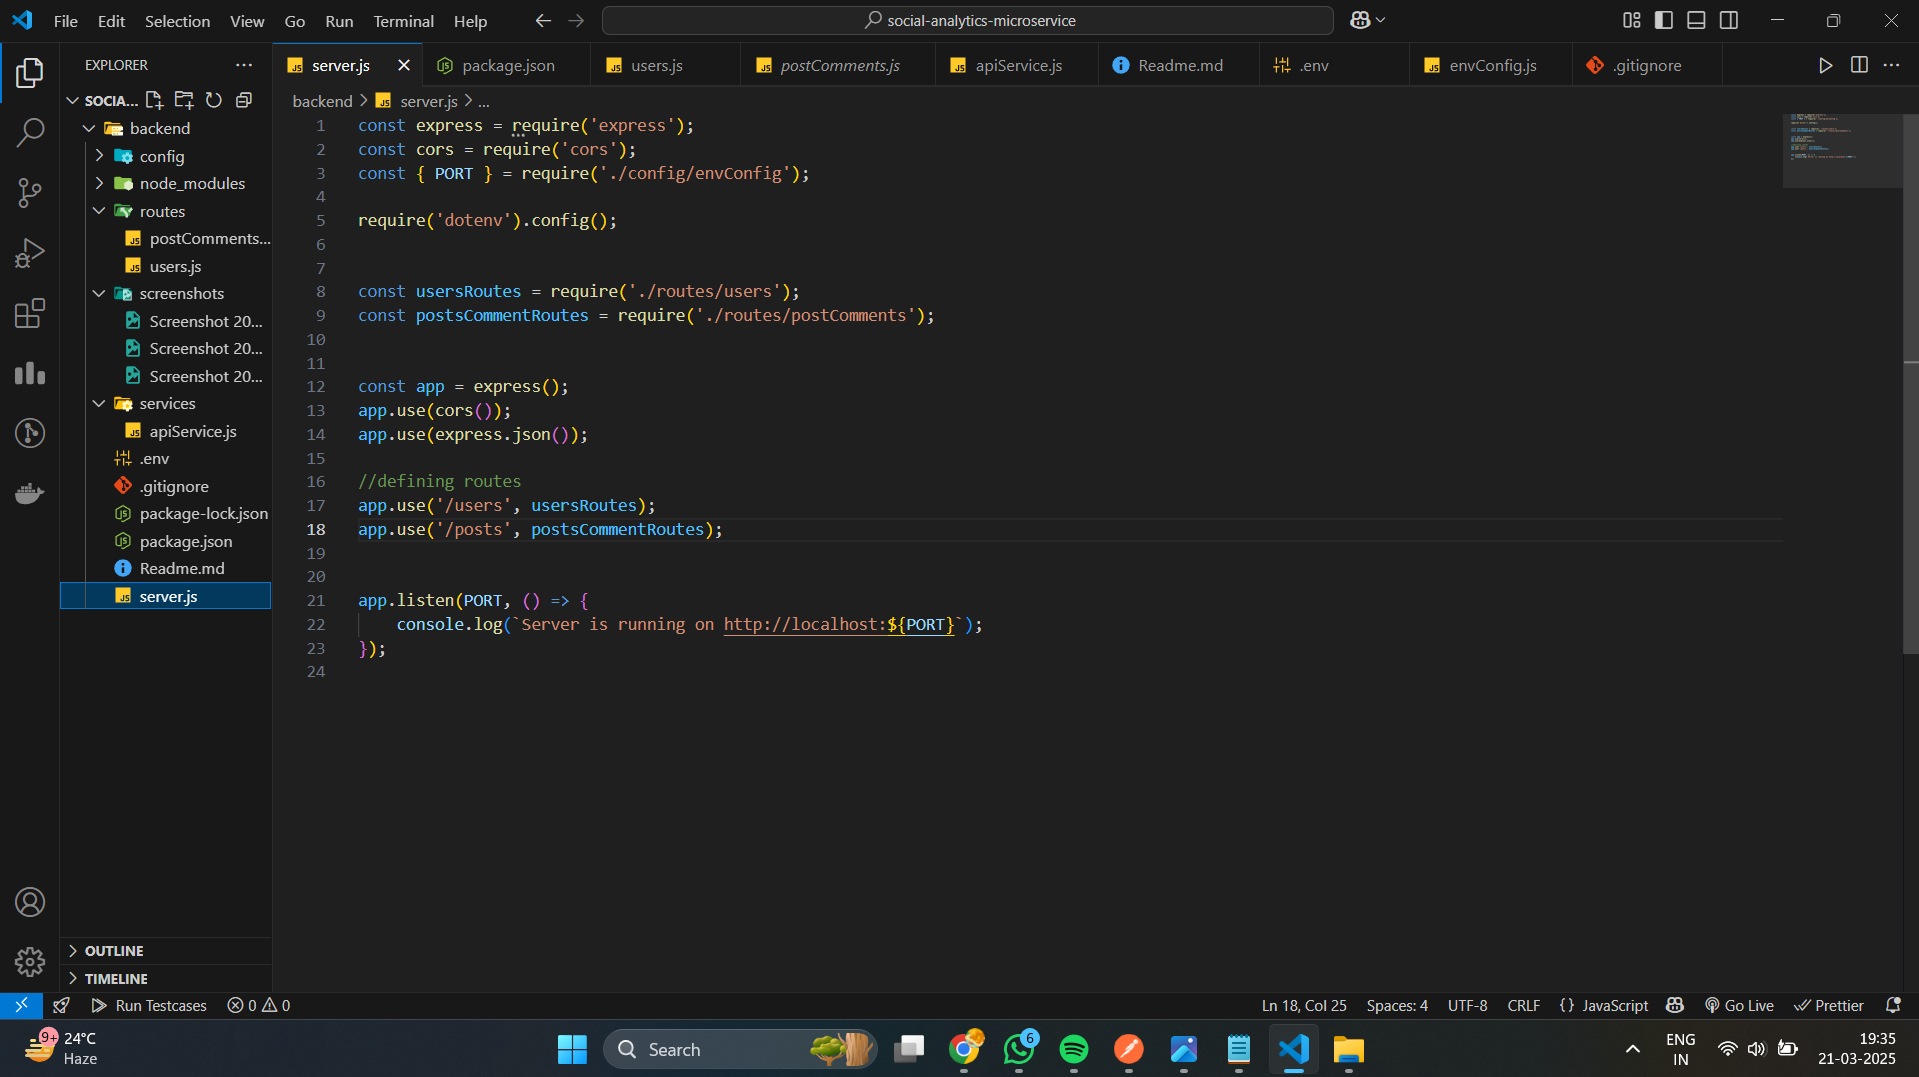 File Edit Selection View Go Run Terminal Help
social-analytics-microservice
EXPLORER
SOCIA...
backend
config
node_modules
routes
postComments...
users.js
screenshots
Screenshot 20...
Screenshot 20...
Screenshot 20...
services
apiService.js
.env
.gitignore
package-lock.json
package.json
Readme.md
server.js
OUTLINE
TIMELINE
server.js package.json users.js postComments.js apiService.js Readme.md .env envConfig.js .gitignore
backend > server.js > ...
1 const express = require('express');
2 const cors = require('cors');
3 const { PORT } = require('./config/envConfig');
4
5 require('dotenv').config();
6
7
8 const usersRoutes = require('./routes/users');
9 const postsCommentRoutes = require('./routes/postComments');
10
11
12 const app = express();
13 app.use(cors());
14 app.use(express.json());
15
16 //defining routes
17 app.use('/users', usersRoutes);
18 app.use('/posts', postsCommentRoutes);
19
20
21 app.listen(PORT, () => {
22 console.log(`Server is running on http://localhost:${PORT}`);
23 });
24
Run Testcases 0 0 Ln 18, Col 25 Spaces: 4 UTF-8 CRLF {} JavaScript Go Live Prettier
9+ 24°C
Haze
Search
6
ENG
IN
19:35
21-03-2025